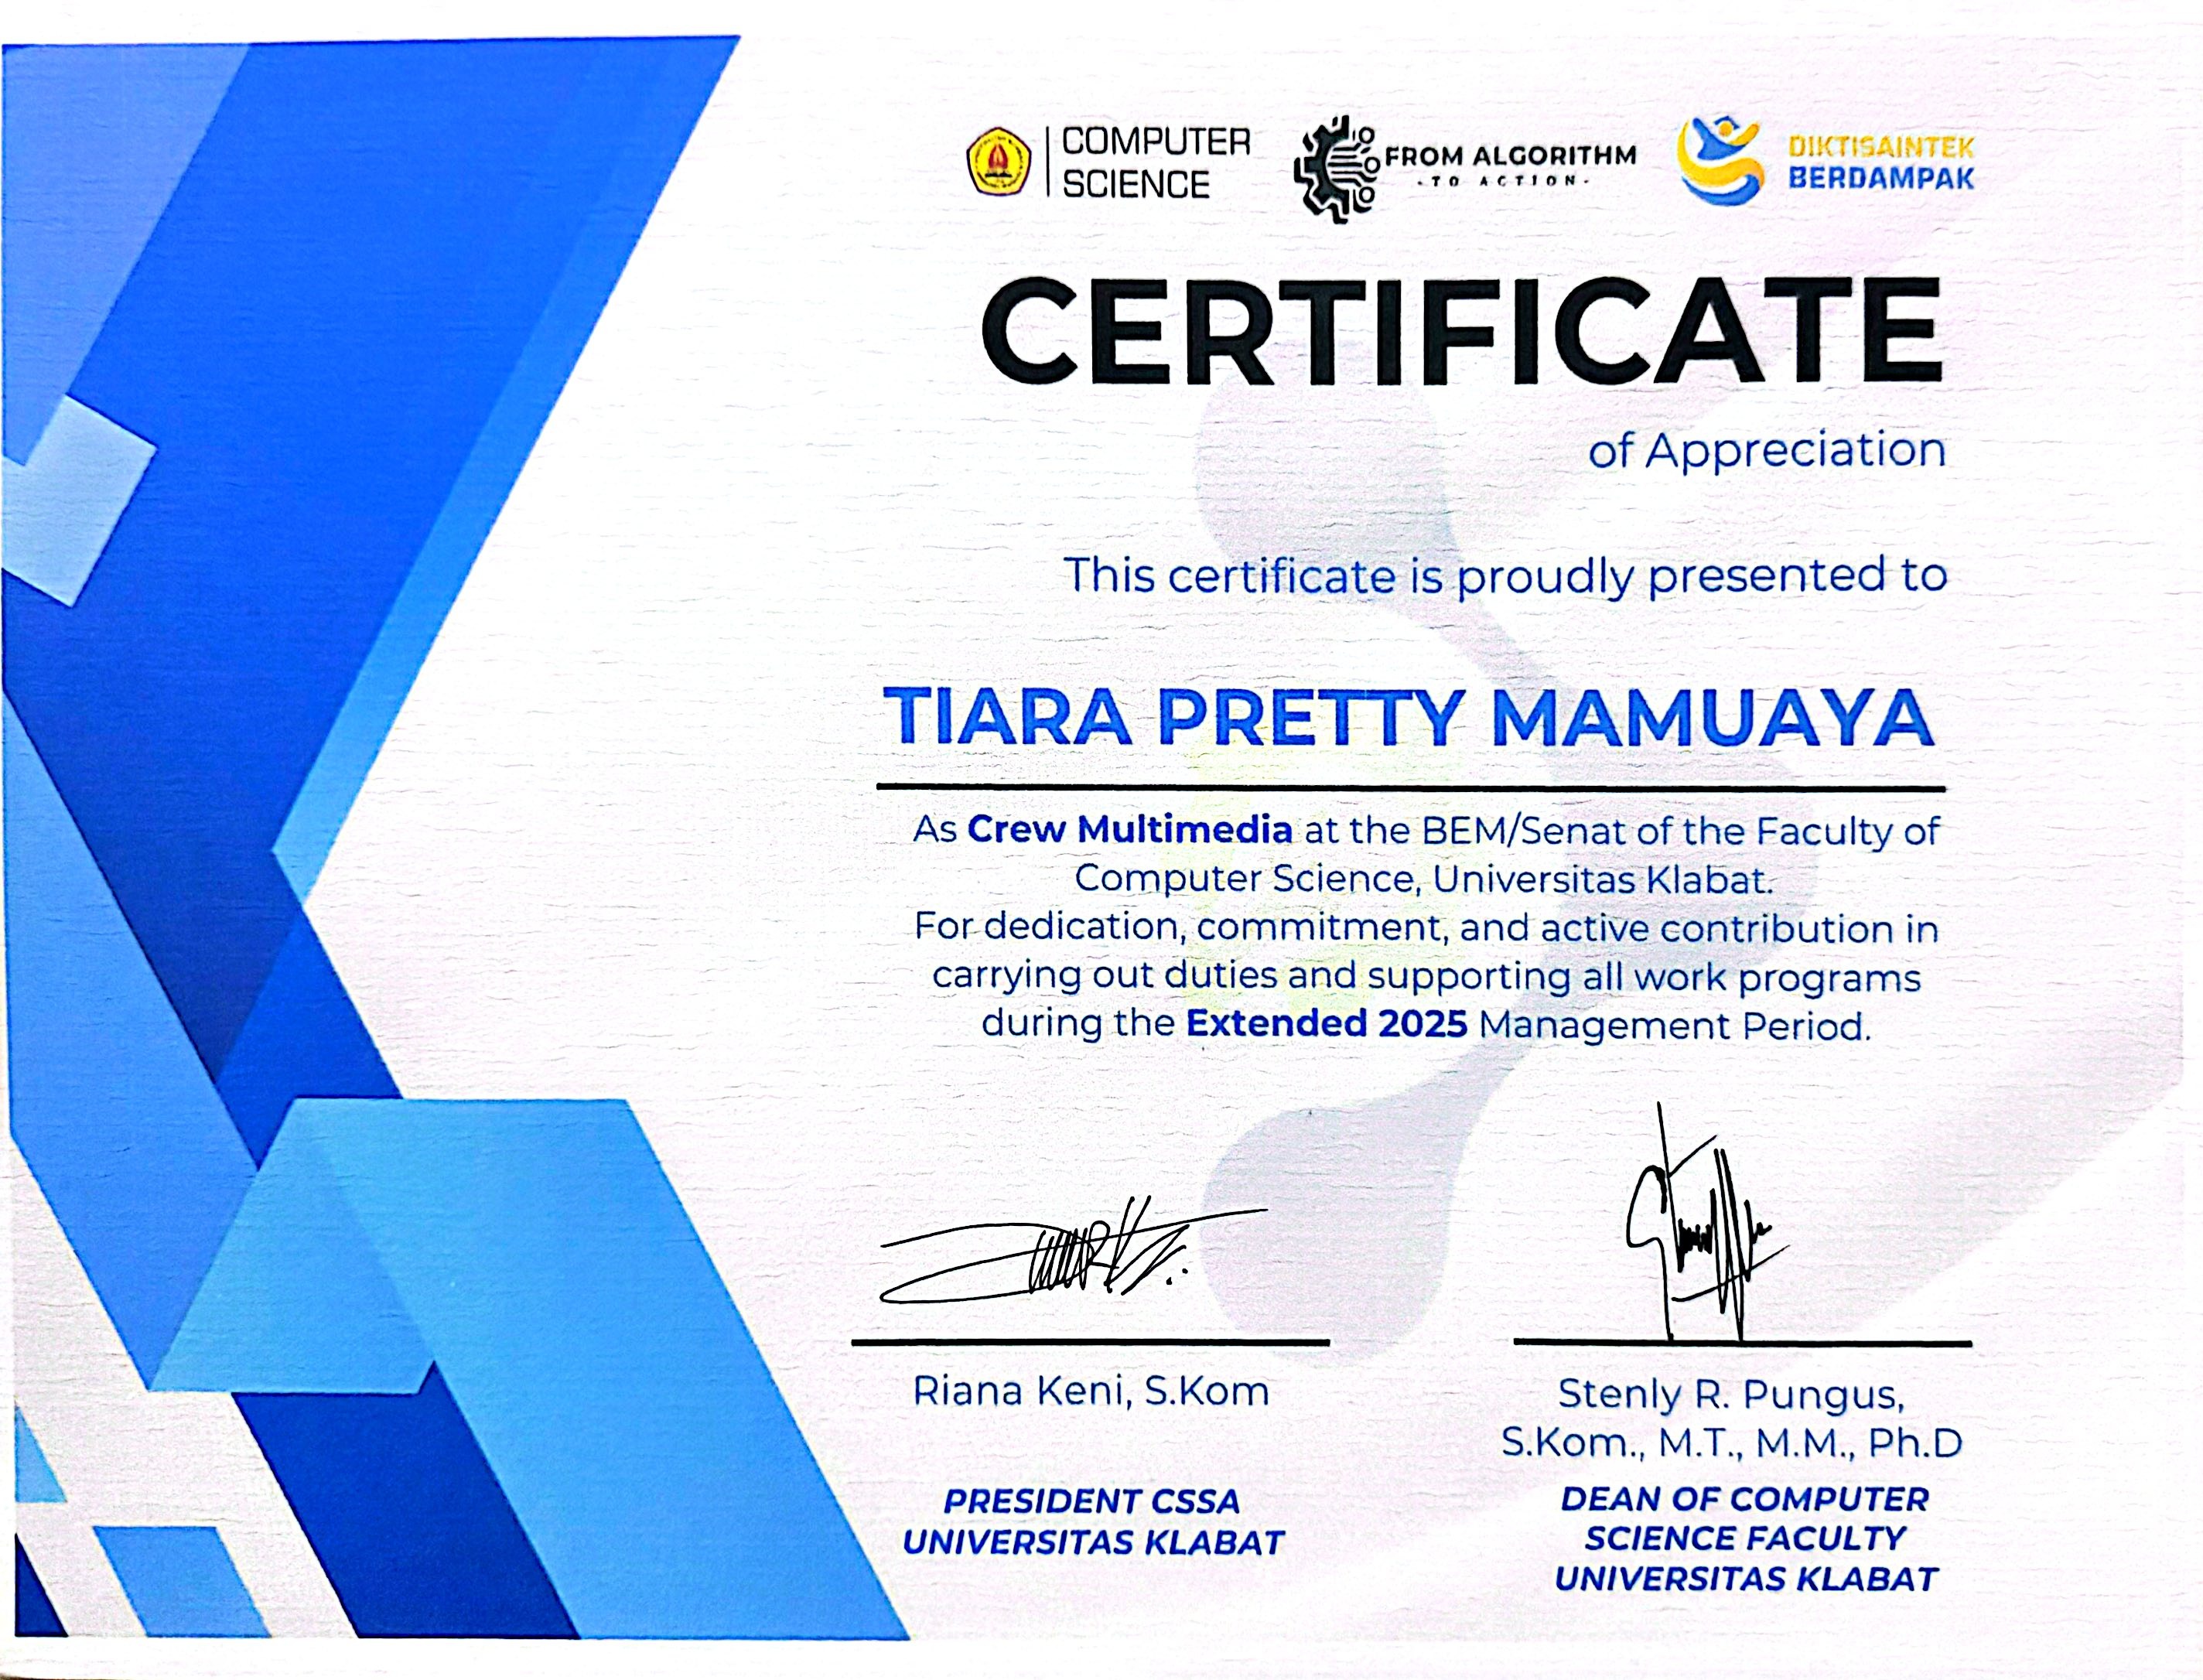 COMPUTER
SCIENCE
FROM ALGORITHM
- TO ACTION -
DIKTISAINTEK
BERDAMPAK
CERTIFICATE
of Appreciation
This certificate is proudly presented to
TIARA PRETTY MAMUAYA
As Crew Multimedia at the BEM/Senat of the Faculty of
Computer Science, Universitas Klabat.
For dedication, commitment, and active contribution in
carrying out duties and supporting all work programs
during the Extended 2025 Management Period.
Riana Keni, S.Kom
PRESIDENT CSSA
UNIVERSITAS KLABAT
Stenly R. Pungus,
S.Kom., M.T., M.M., Ph.D
DEAN OF COMPUTER
SCIENCE FACULTY
UNIVERSITAS KLABAT